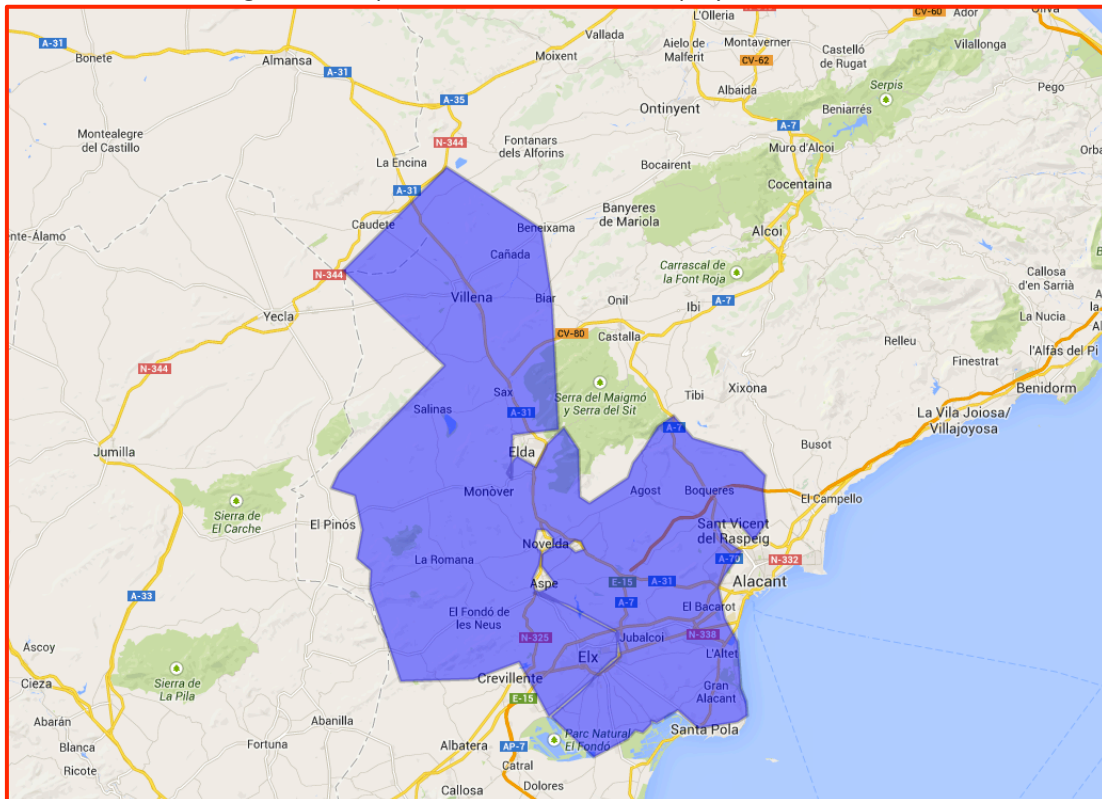 CV-60
Ador
Oliva
L'Olleria
Vallada
Aielo de
Malferit
Montaverner
CV-62
Castelló
de Rugat
Vilallonga
A-31
Bonete
Almansa
A-31
Moixent
Albaida
Serpis
Beniarrés
Pego
A-35
Ontinyent
A-7
Montealegre
del Castillo
N-344
Fontanars
dels Alforins
Muro d'Alcoi
La Encina
Bocairent
A-31
Cocentaina
Caudete
Beneixama
Banyeres
de Mariola
Alcoi
ente-Álamo
Cañada
N-344
Carrascal de
la Font Roja
Callosa
d'en Sarrià
Villena
Biar
Onil
Ibi
A-7
La Nucia
Yecla
CV-80
Castalla
Relleu
l'Alfàs del Pi
Finestrat
N-344
Serra del Maigmó
y Serra del Sit
Tibi
Xixona
Benidorm
Sax
Salinas
A-31
La Vila Joiosa/
Villajoyosa
A-7
Jumilla
Elda
Busot
Monòver
Agost
Boqueres
El Campello
Sierra de
El Carche
El Pinós
Sant Vicent
del Raspeig
Novelda
La Romana
N-332
A-70
Aspe
E-15
A-31
Alacant
A-33
A-7
El Bacarot
El Fondó de
les Neus
N-325
Jubalcoi
N-338
Ascoy
Elx
L'Altet
Cieza
Sierra de
La Pila
Crevillente
E-15
Gran
Alacant
Abarán
Abanilla
Santa Pola
Blanca
Fortuna
Albatera
AP-7
Parc Natural
El Fondó
Catral
Ricote
Callosa
Dolores